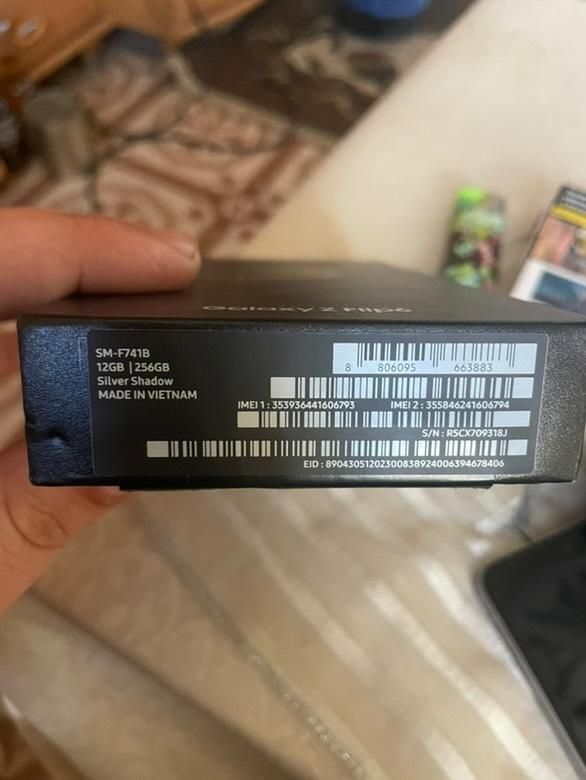 Galaxy Z Flip6
SM-F741B
12GB | 256GB
Silver Shadow
MADE IN VIETNAM
8 806095 663883
IMEI 1 : 353936441606793 IMEI 2 : 355846241606794
S/N : R5CX709318J
EID : 89043051202300838924006394678406